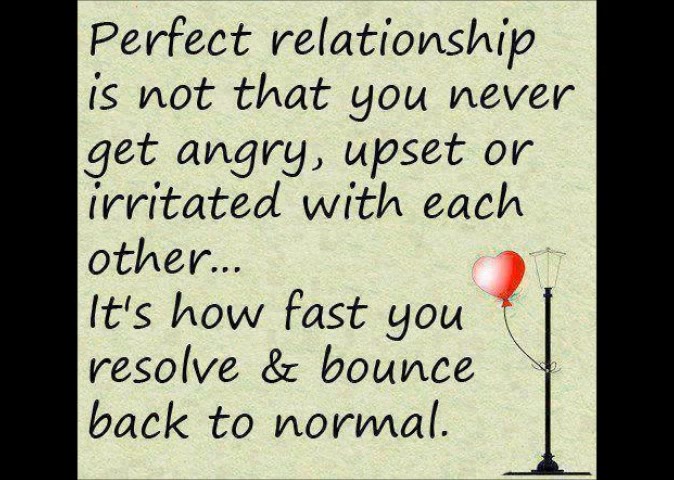 Perfect relationship
is not that you never
get angry, upset or
irritated with each
other...
It's how fast you
resolve & bounce
back to normal.